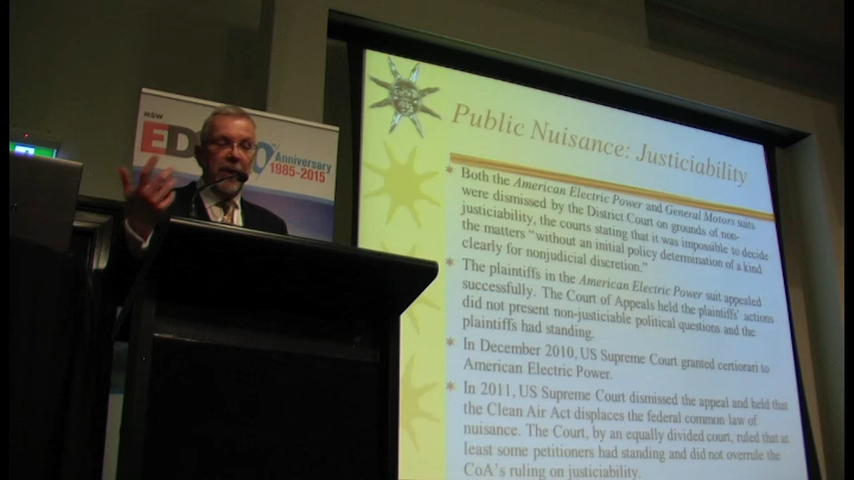 NSW
ED
Anniversary
1985-2015
Public Nuisance: Justiciability
Both the American Electric Power and General Motors suits
were dismissed by the District Court on grounds of non-
justiciability, the courts stating that it was impossible to decide
the matters "without an initial policy determination of a kind
clearly for nonjudicial discretion."
The plaintiffs in the American Electric Power suit appealed
successfully. The Court of Appeals held the plaintiffs' actions
did not present non-justiciable political questions and the
plaintiffs had standing.
In December 2010, US Supreme Court granted certiorari to
American Electric Power.
In 2011, US Supreme Court dismissed the appeal and held that
the Clean Air Act displaces the federal common law of
nuisance. The Court, by an equally divided court, ruled that at
least some petitioners had standing and did not overrule the
CoA's ruling on justiciability.